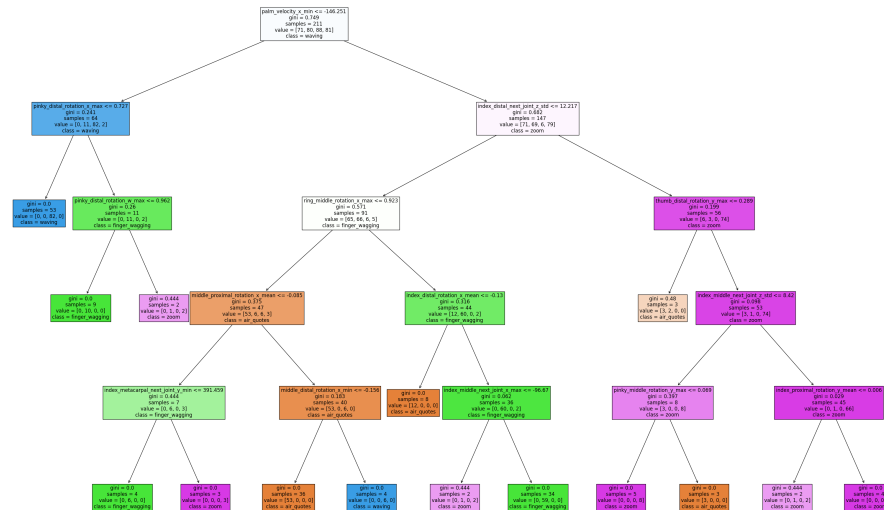 palm_velocity_x_min <= -146.251
gini = 0.749
samples = 211
value = [71, 80, 88, 81]
class = waving
pinky_distal_rotation_x_max <= 0.727
gini = 0.241
samples = 64
value = [0, 11, 82, 2]
class = waving
index_distal_next_joint_z_std <= 12.217
gini = 0.682
samples = 147
value = [71, 69, 6, 79]
class = zoom
gini = 0.0
samples = 53
value = [0, 0, 82, 0]
class = waving
pinky_distal_rotation_w_max <= 0.962
gini = 0.26
samples = 11
value = [0, 11, 0, 2]
class = finger_wagging
ring_middle_rotation_x_max <= 0.923
gini = 0.571
samples = 91
value = [65, 66, 6, 5]
class = finger_wagging
thumb_distal_rotation_y_max <= 0.289
gini = 0.199
samples = 56
value = [6, 3, 0, 74]
class = zoom
gini = 0.0
samples = 9
value = [0, 10, 0, 0]
class = finger_wagging
gini = 0.444
samples = 2
value = [0, 1, 0, 2]
class = zoom
middle_proximal_rotation_x_mean <= -0.085
gini = 0.375
samples = 47
value = [53, 6, 6, 3]
class = air_quotes
index_distal_rotation_x_mean <= -0.13
gini = 0.316
samples = 44
value = [12, 60, 0, 2]
class = finger_wagging
gini = 0.48
samples = 3
value = [3, 2, 0, 0]
class = air_quotes
index_middle_next_joint_z_std <= 8.42
gini = 0.098
samples = 53
value = [3, 1, 0, 74]
class = zoom
index_metacarpal_next_joint_y_min <= 391.459
gini = 0.444
samples = 7
value = [0, 6, 0, 3]
class = finger_wagging
middle_distal_rotation_x_min <= -0.156
gini = 0.183
samples = 40
value = [53, 0, 6, 0]
class = air_quotes
gini = 0.0
samples = 8
value = [12, 0, 0, 0]
class = air_quotes
index_middle_next_joint_x_max <= -96.67
gini = 0.062
samples = 36
value = [0, 60, 0, 2]
class = finger_wagging
pinky_middle_rotation_y_max <= 0.069
gini = 0.397
samples = 8
value = [3, 0, 0, 8]
class = zoom
index_proximal_rotation_y_mean <= 0.006
gini = 0.029
samples = 45
value = [0, 1, 0, 66]
class = zoom
gini = 0.0
samples = 4
value = [0, 6, 0, 0]
class = finger_wagging
gini = 0.0
samples = 3
value = [0, 0, 0, 3]
class = zoom
gini = 0.0
samples = 36
value = [53, 0, 0, 0]
class = air_quotes
gini = 0.0
samples = 4
value = [0, 0, 6, 0]
class = waving
gini = 0.444
samples = 2
value = [0, 1, 0, 2]
class = zoom
gini = 0.0
samples = 34
value = [0, 59, 0, 0]
class = finger_wagging
gini = 0.0
samples = 5
value = [0, 0, 0, 8]
class = zoom
gini = 0.0
samples = 3
value = [3, 0, 0, 0]
class = air_quotes
gini = 0.444
samples = 2
value = [0, 1, 0, 2]
class = zoom
gini = 0.0
class = zoom